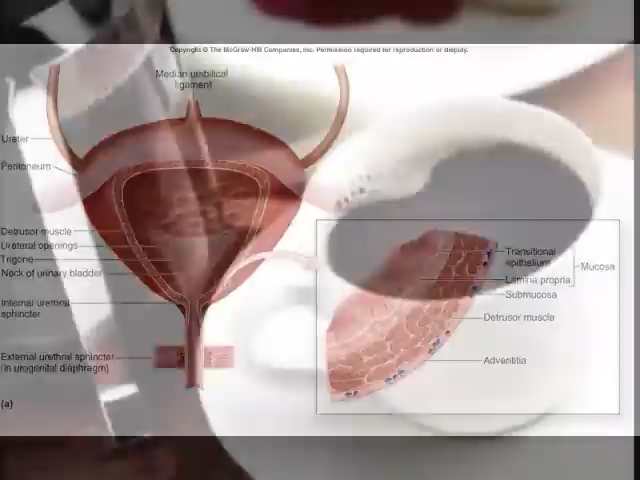 Copyright © The McGraw-Hill Companies, Inc. Permission required for reproduction or display.
Median umbilical
ligament
Ureter
Peritoneum
Detrusor muscle
Ureteral openings
Trigone
Neck of urinary bladder
Internal urethral
sphincter
External urethral sphincter
(in urogenital diaphragm)
(a)
Transitional
epithelium
Lamina propria
Mucosa
Submucosa
Detrusor muscle
Adventitia